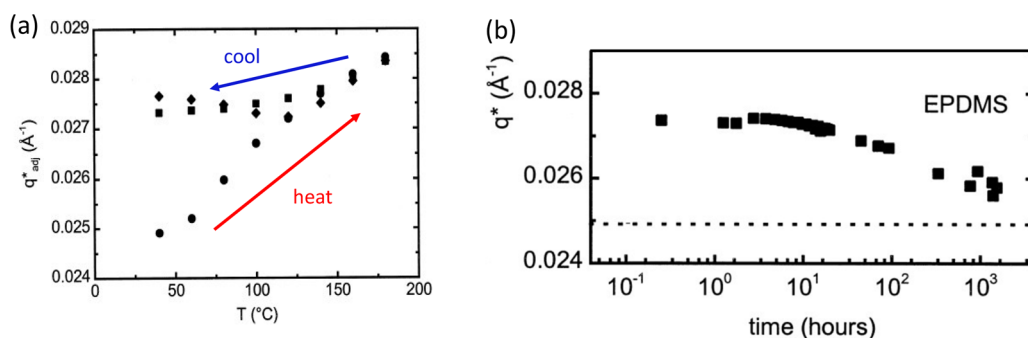 (a)
0.029
0.028
0.027
0.026
0.025
0.024
q*adj (Å-1)
cool
heat
0
50
100
150
200
T (°C)
(b)
0.028
0.026
0.024
q* (Å-1)
EPDMS
10-1
100
101
102
103
time (hours)